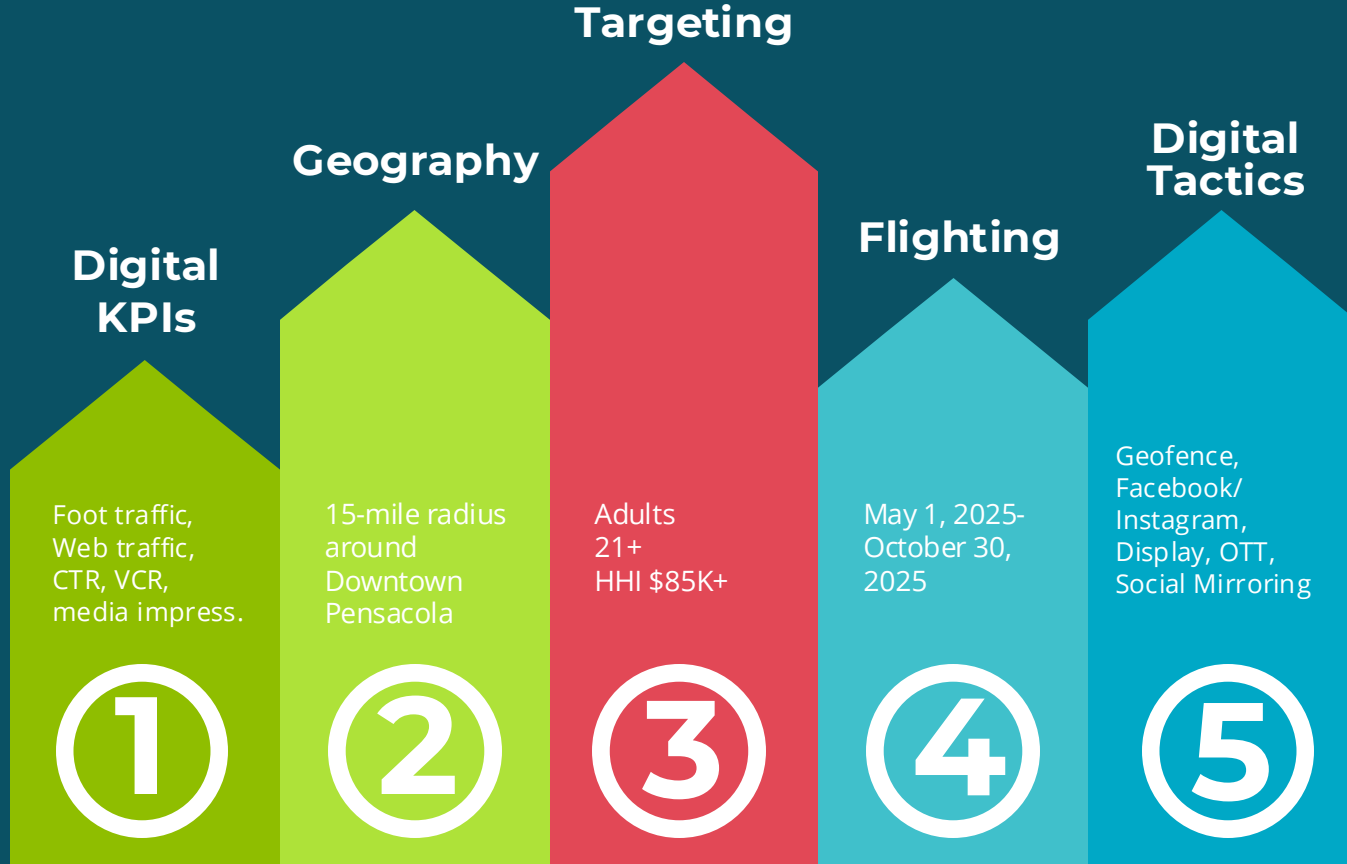 Digital
KPIs
Foot traffic,
Web traffic,
CTR, VCR,
media impress.
1
Geography
15-mile radius
around
Downtown
Pensacola
2
Targeting
Adults
21+
HHI $85K+
3
Flighting
May 1, 2025-
October 30,
2025
4
Digital
Tactics
Geofence,
Facebook/
Instagram,
Display, OTT,
Social Mirroring
5